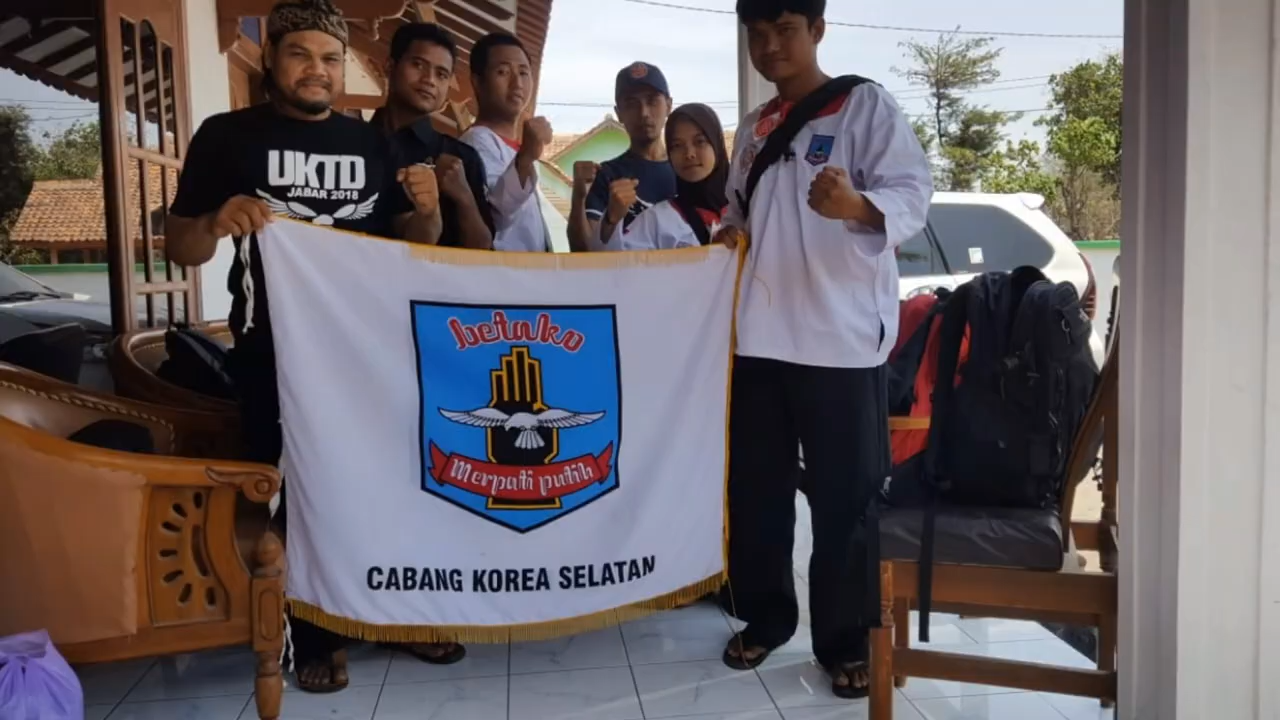 UKTD
JABAR 2018
betako
Merpati putih
CABANG KOREA SELATAN